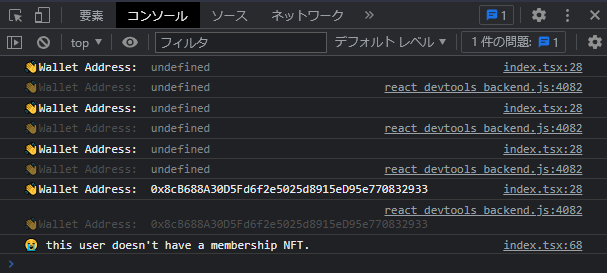 要素 コンソール ソース ネットワーク » 1
top フィルタ デフォルト レベル 1 件の問題: 1
👋Wallet Address: undefined index.tsx:28
👋Wallet Address: undefined react_devtools_backend.js:4082
👋Wallet Address: undefined index.tsx:28
👋Wallet Address: undefined react_devtools_backend.js:4082
👋Wallet Address: undefined index.tsx:28
👋Wallet Address: undefined react_devtools_backend.js:4082
👋Wallet Address: 0x8cB688A30D5Fd6f2e5025d8915eD95e770832933 index.tsx:28
react_devtools_backend.js:4082
👋Wallet Address: 0x8cB688A30D5Fd6f2e5025d8915eD95e770832933
😭 this user doesn't have a membership NFT. index.tsx:68